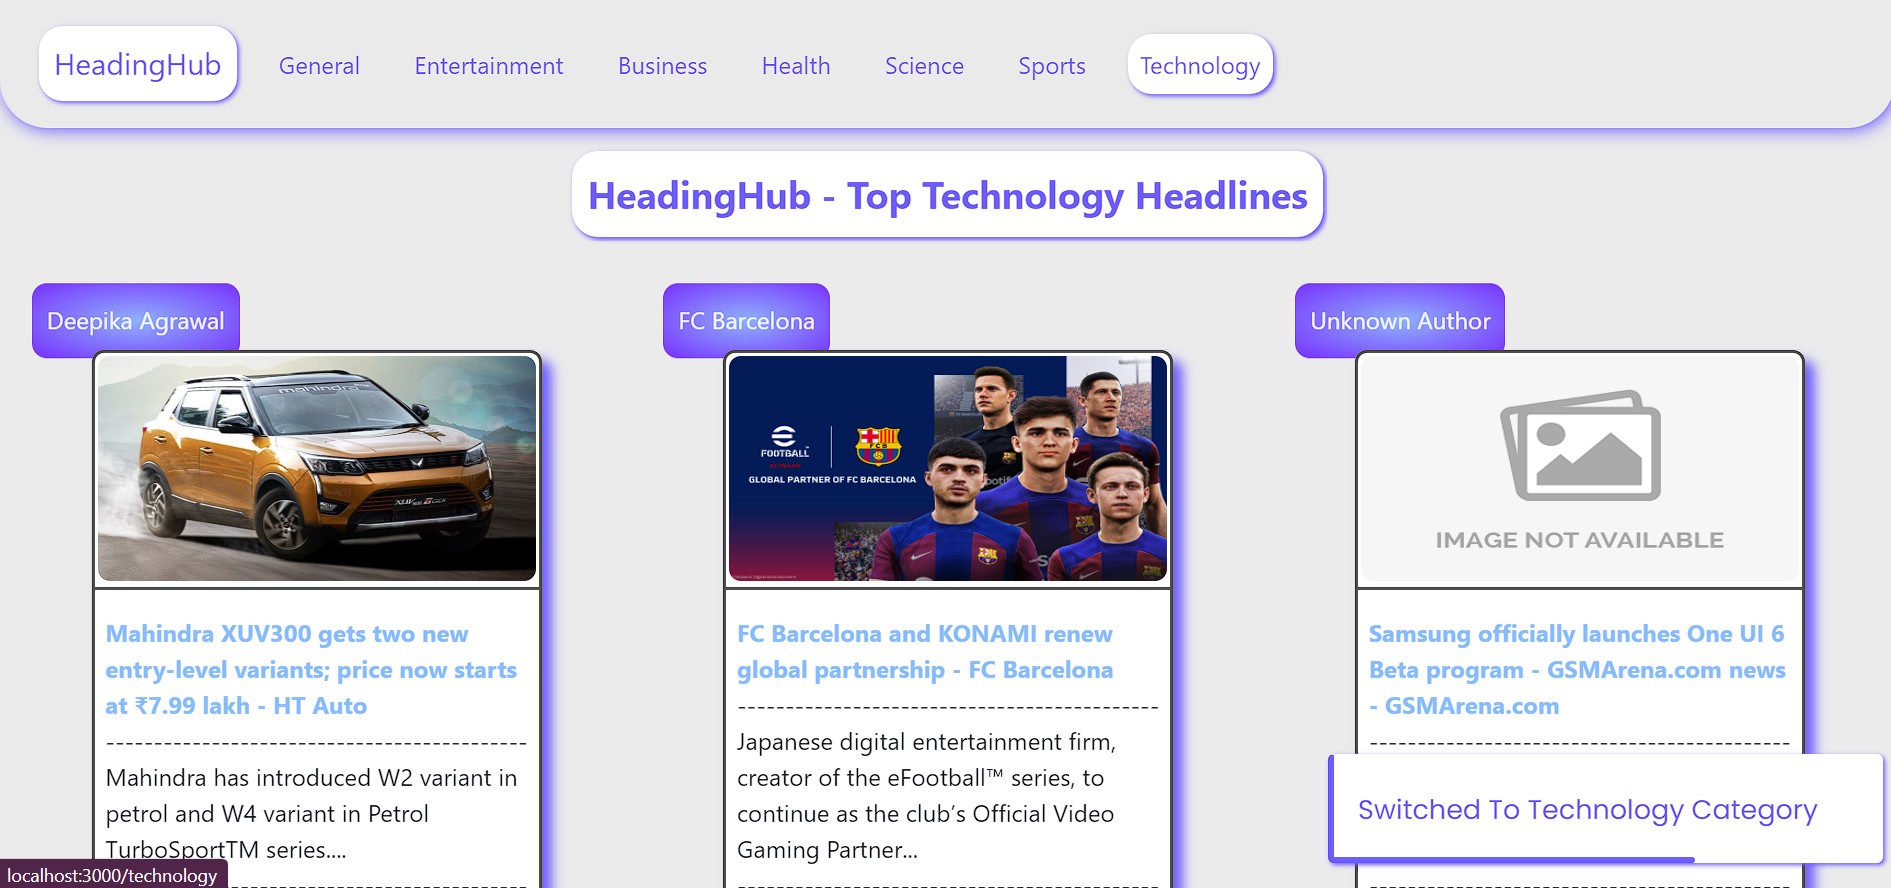 HeadingHub
General
Entertainment
Business
Health
Science
Sports
Technology
HeadingHub - Top Technology Headlines
Deepika Agrawal
mahindra
XUV300
Mahindra XUV300 gets two new
entry-level variants; price now starts
at ₹7.99 lakh - HT Auto
------------------------------------------
Mahindra has introduced W2 variant in
petrol and W4 variant in Petrol
TurboSportTM series....
FC Barcelona
FOOTBALL™
KONAMI
FCB
GLOBAL PARTNER OF FC BARCELONA
FC Barcelona and KONAMI renew
global partnership - FC Barcelona
------------------------------------------
Japanese digital entertainment firm,
creator of the eFootball™ series, to
continue as the club’s Official Video
Gaming Partner...
------------------------------------------
Unknown Author
IMAGE NOT AVAILABLE
Samsung officially launches One UI 6
Beta program - GSMArena.com news
- GSMArena.com
------------------------------------------
Switched To Technology Category
localhost:3000/technology